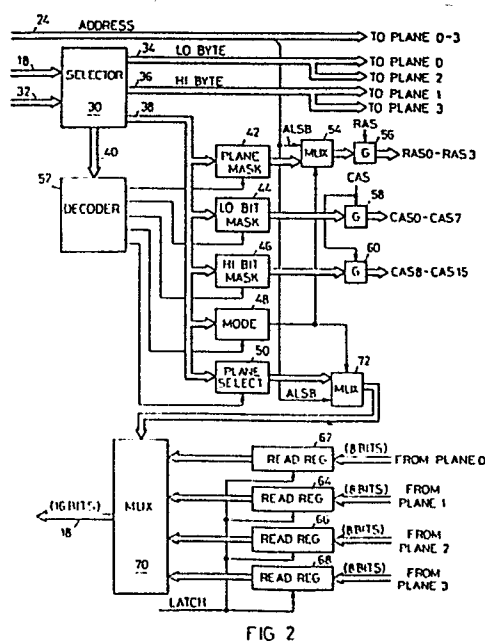 24 ADDRESS TO PLANE 0-3
18 34 LO BYTE TO PLANE 0
SELECTOR TO PLANE 2
36 HI BYTE TO PLANE 1
32 30 38 TO PLANE 3
40 42 ALSB 54 RAS 56
57 PLANE MASK MUX G RAS0-RAS3
DECODER 44 CAS 58
LO BIT MASK G CAS0-CAS7
46 60
HI BIT MASK G CAS8-CAS15
48
MODE
50 72
PLANE SELECT ALSB MUX
67 (8 BITS)
READ REG FROM PLANE 0
64 (8 BITS)
(16 BITS) MUX READ REG FROM PLANE 1
18 66 (8 BITS)
READ REG FROM PLANE 2
70 68 (8 BITS)
READ REG FROM PLANE 3
LATCH
FIG 2